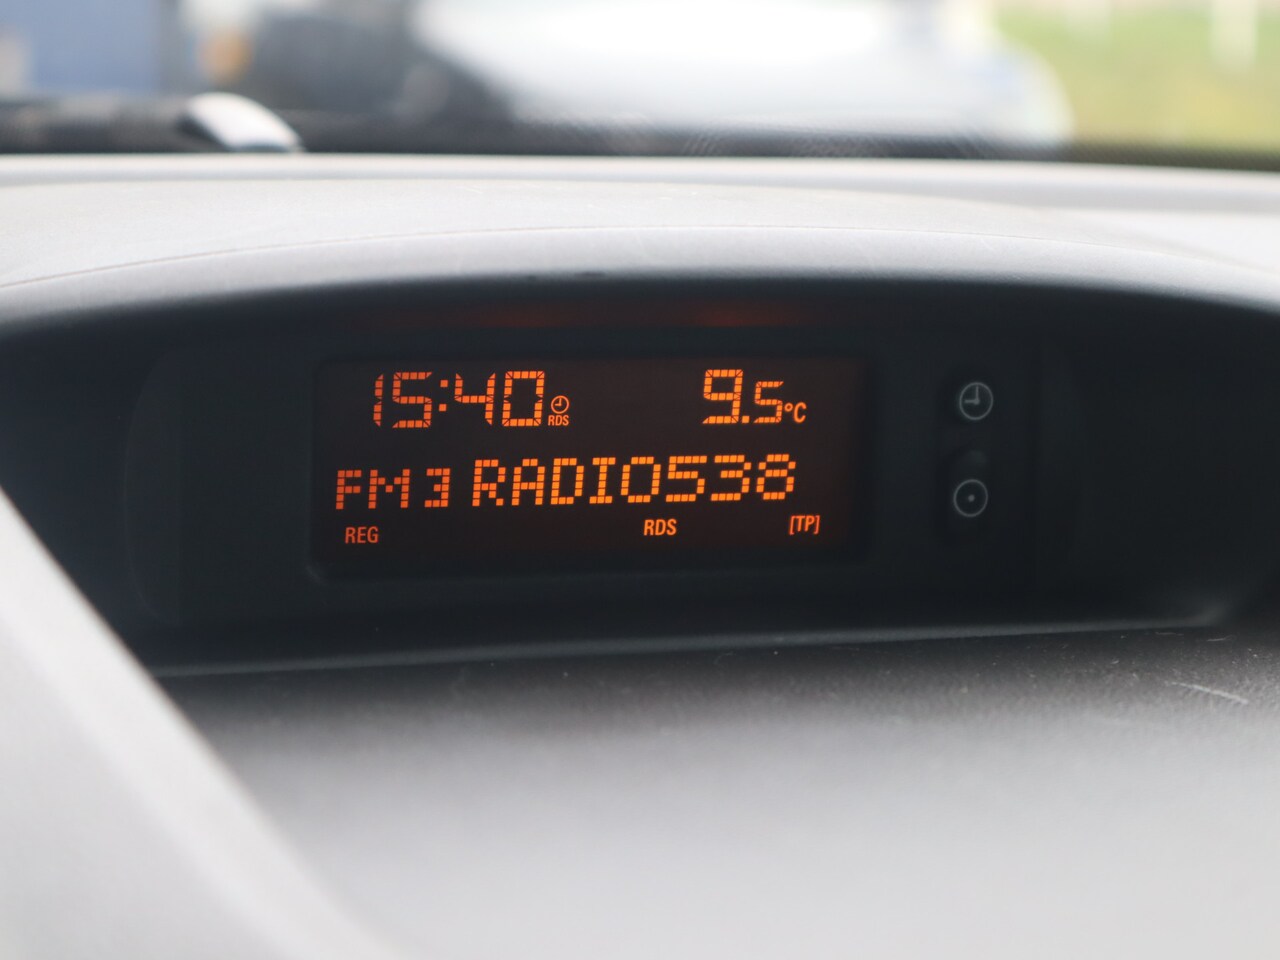 15:40 RDS 9.5°C
FM3 RADIO538
REG RDS [TP]